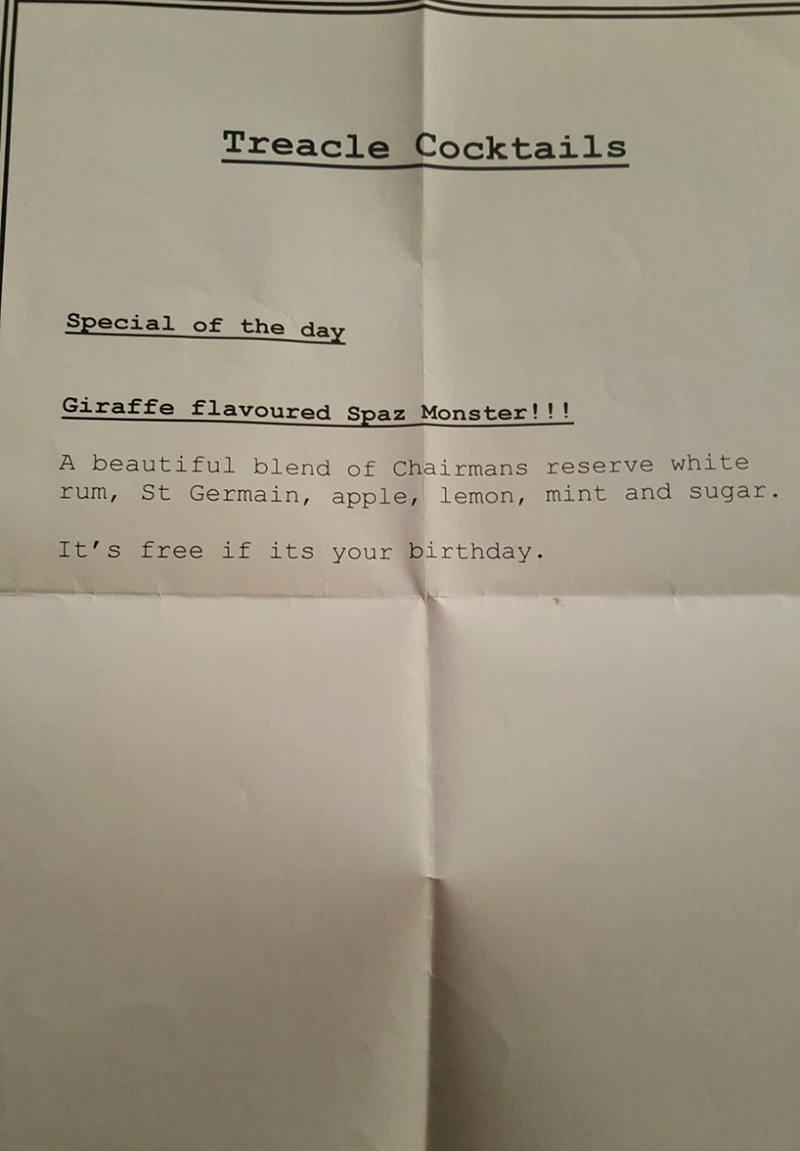 Treacle Cocktails
Special of the day
Giraffe flavoured Spaz Monster!!!
A beautiful blend of Chairmans reserve white
rum, St Germain, apple, lemon, mint and sugar.
It's free if its your birthday.